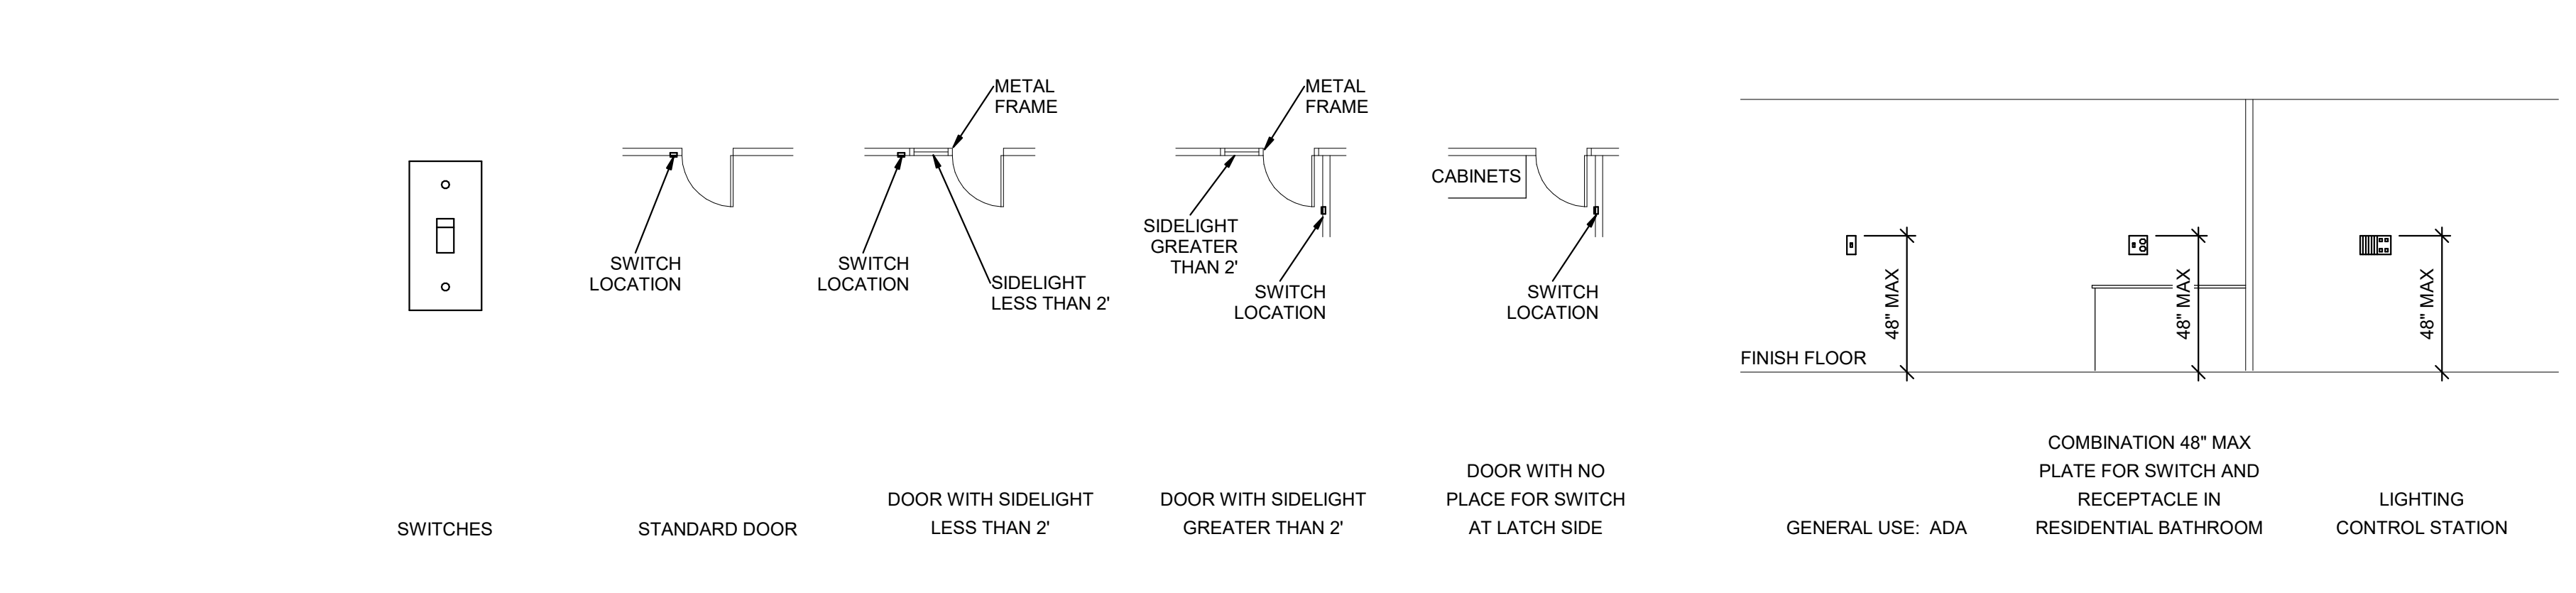 METAL
FRAME
SWITCH
LOCATION
SWITCH
LOCATION
SIDELIGHT
LESS THAN 2'
METAL
FRAME
SIDELIGHT
GREATER
THAN 2'
SWITCH
LOCATION
CABINETS
SWITCH
LOCATION
FINISH FLOOR
48" MAX
48" MAX
48" MAX
SWITCHES
STANDARD DOOR
DOOR WITH SIDELIGHT
LESS THAN 2'
DOOR WITH SIDELIGHT
GREATER THAN 2'
DOOR WITH NO
PLACE FOR SWITCH
AT LATCH SIDE
GENERAL USE:  ADA
COMBINATION 48" MAX
PLATE FOR SWITCH AND
RECEPTACLE IN
RESIDENTIAL BATHROOM
LIGHTING
CONTROL STATION